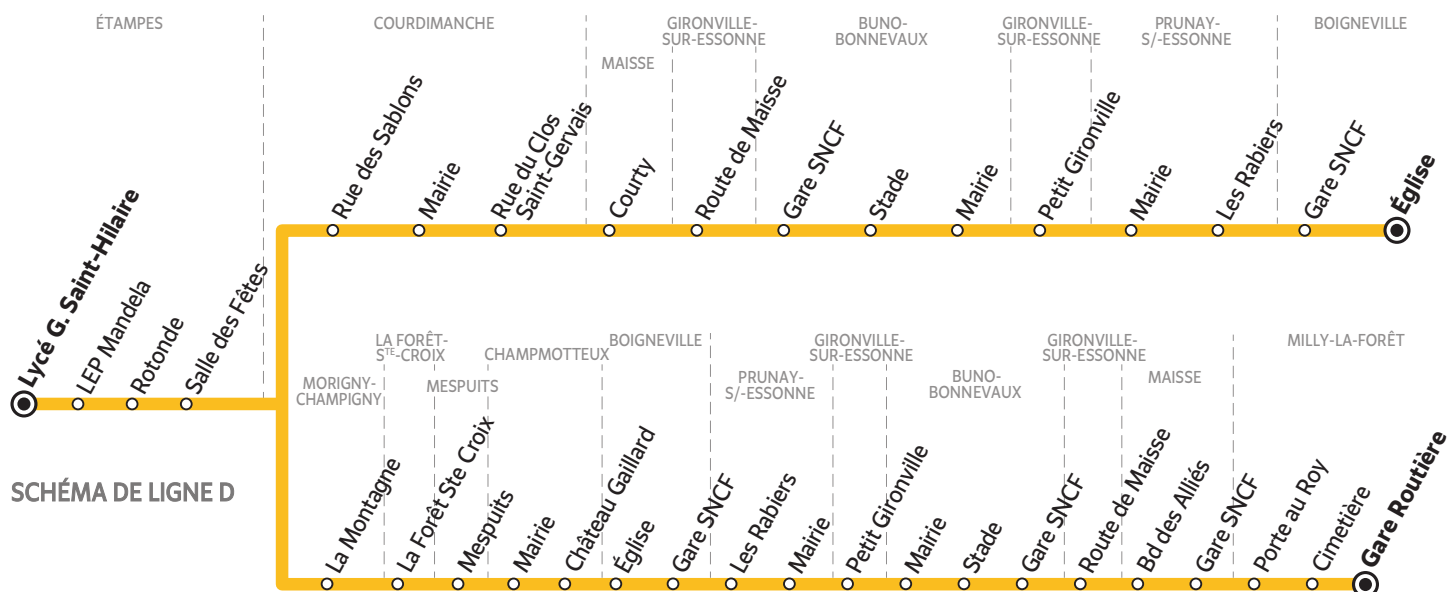 ÉTAMPES
COURDIMANCHE
MAISSE
GIRONVILLE-
SUR-ESSONNE
BUNO-
BONNEVAUX
GIRONVILLE-
SUR-ESSONNE
PRUNAY-
S/-ESSONNE
BOIGNEVILLE
Lycé G. Saint-Hilaire
LEP Mandela
Rotonde
Salle des Fêtes
Rue des Sablons
Mairie
Rue du Clos
Saint-Gervais
Courty
Route de Maisse
Gare SNCF
Stade
Mairie
Petit Gironville
Mairie
Les Rabiers
Gare SNCF
Église
MORIGNY-
CHAMPIGNY
LA FORÊT-
STE-CROIX
MESPUITS
CHAMPMOTTEUX
BOIGNEVILLE
PRUNAY-
S/-ESSONNE
GIRONVILLE-
SUR-ESSONNE
BUNO-
BONNEVAUX
GIRONVILLE-
SUR-ESSONNE
MAISSE
MILLY-LA-FORÊT
SCHÉMA DE LIGNE D
La Montagne
La Forêt Ste Croix
Mespuits
Mairie
Château Gaillard
Église
Gare SNCF
Les Rabiers
Mairie
Petit Gironville
Mairie
Stade
Gare SNCF
Route de Maisse
Bd des Alliés
Gare SNCF
Porte au Roy
Cimetière
Gare Routière